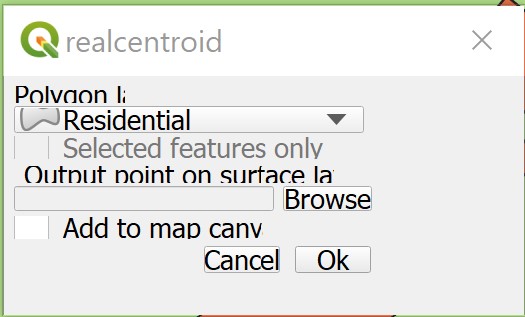 realcentroid
Polygon la
Residential
Selected features only
Output point on surface la
Browse
Add to map canv
Cancel Ok